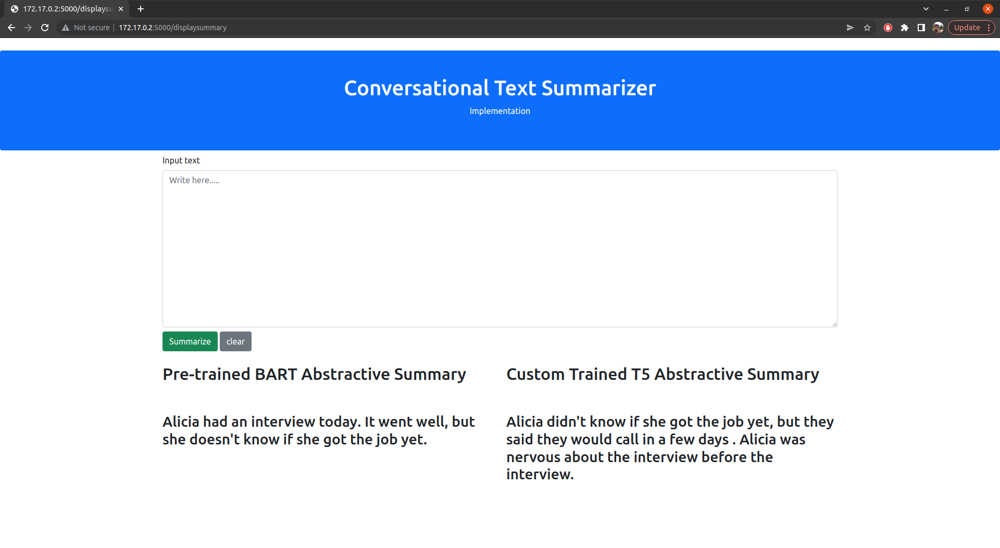 172.17.0.2:5000/displaysu
Not secure
172.17.0.2:5000/displaysummary
Update
Conversational Text Summarizer
Implementation
Input text
Write here.....
Summarize
clear
Pre-trained BART Abstractive Summary
Alicia had an interview today. It went well, but
she doesn't know if she got the job yet.
Custom Trained T5 Abstractive Summary
Alicia didn't know if she got the job yet, but they
said they would call in a few days . Alicia was
nervous about the interview before the
interview.